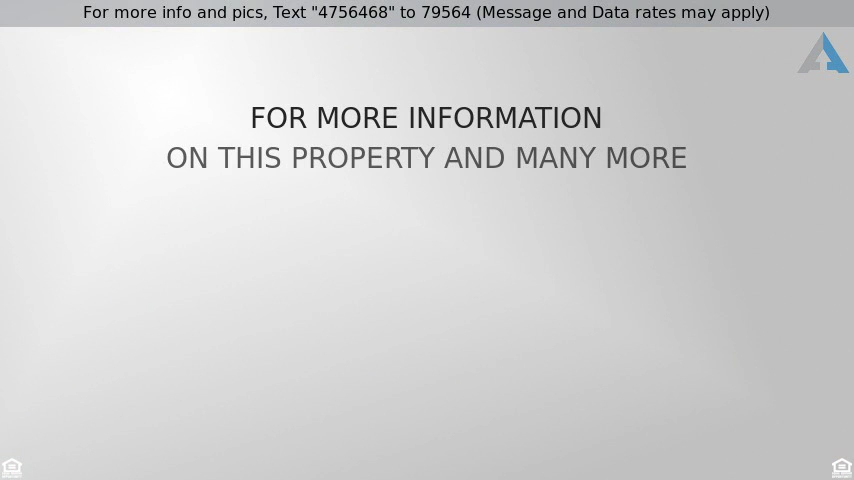 For more info and pics, Text "4756468" to 79564 (Message and Data rates may apply)
FOR MORE INFORMATION
ON THIS PROPERTY AND MANY MORE